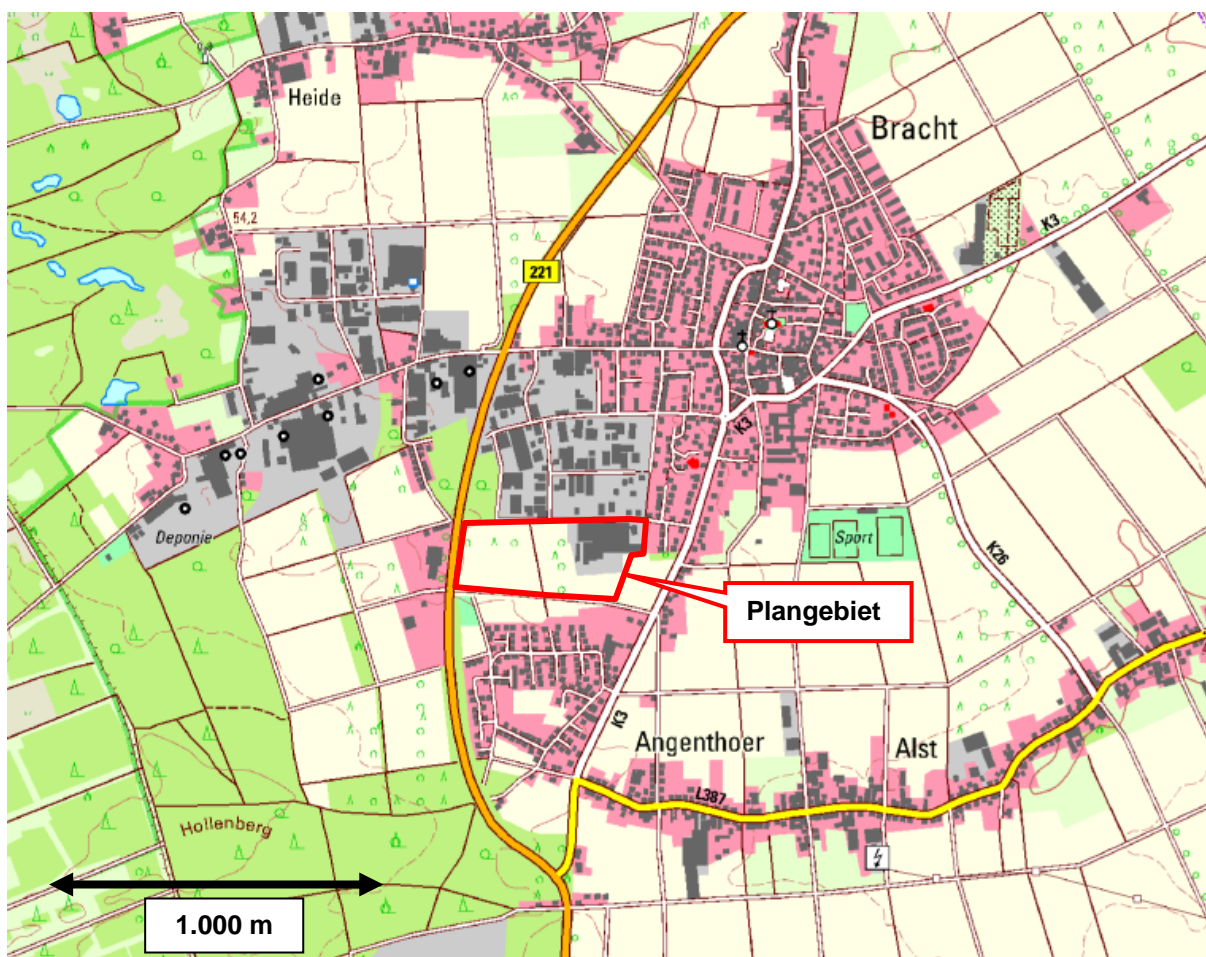 Heide
Bracht
K3
54,2
221
K3
Deponie
Sport
K26
Plangebiet
K3
Angenthoer
Alst
L387
Hollenberg
1.000 m